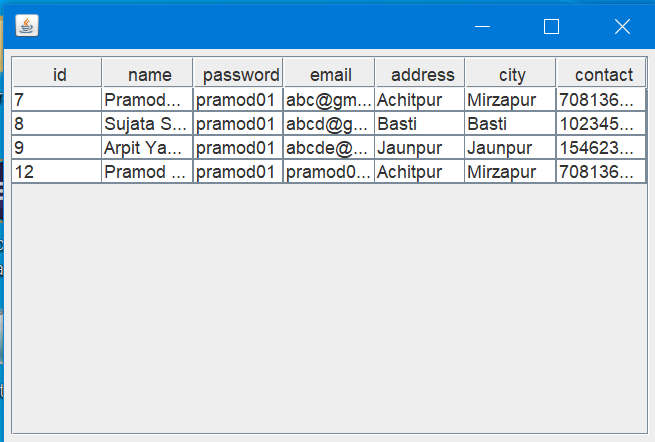 id name password email address city contact
7 Pramod... pramod01 abc@gm... Achitpur Mirzapur 708136...
8 Sujata S... pramod01 abcd@g... Basti Basti 102345...
9 Arpit Ya... pramod01 abcde@... Jaunpur Jaunpur 154623...
12 Pramod ... pramod01 pramod0... Achitpur Mirzapur 708136...